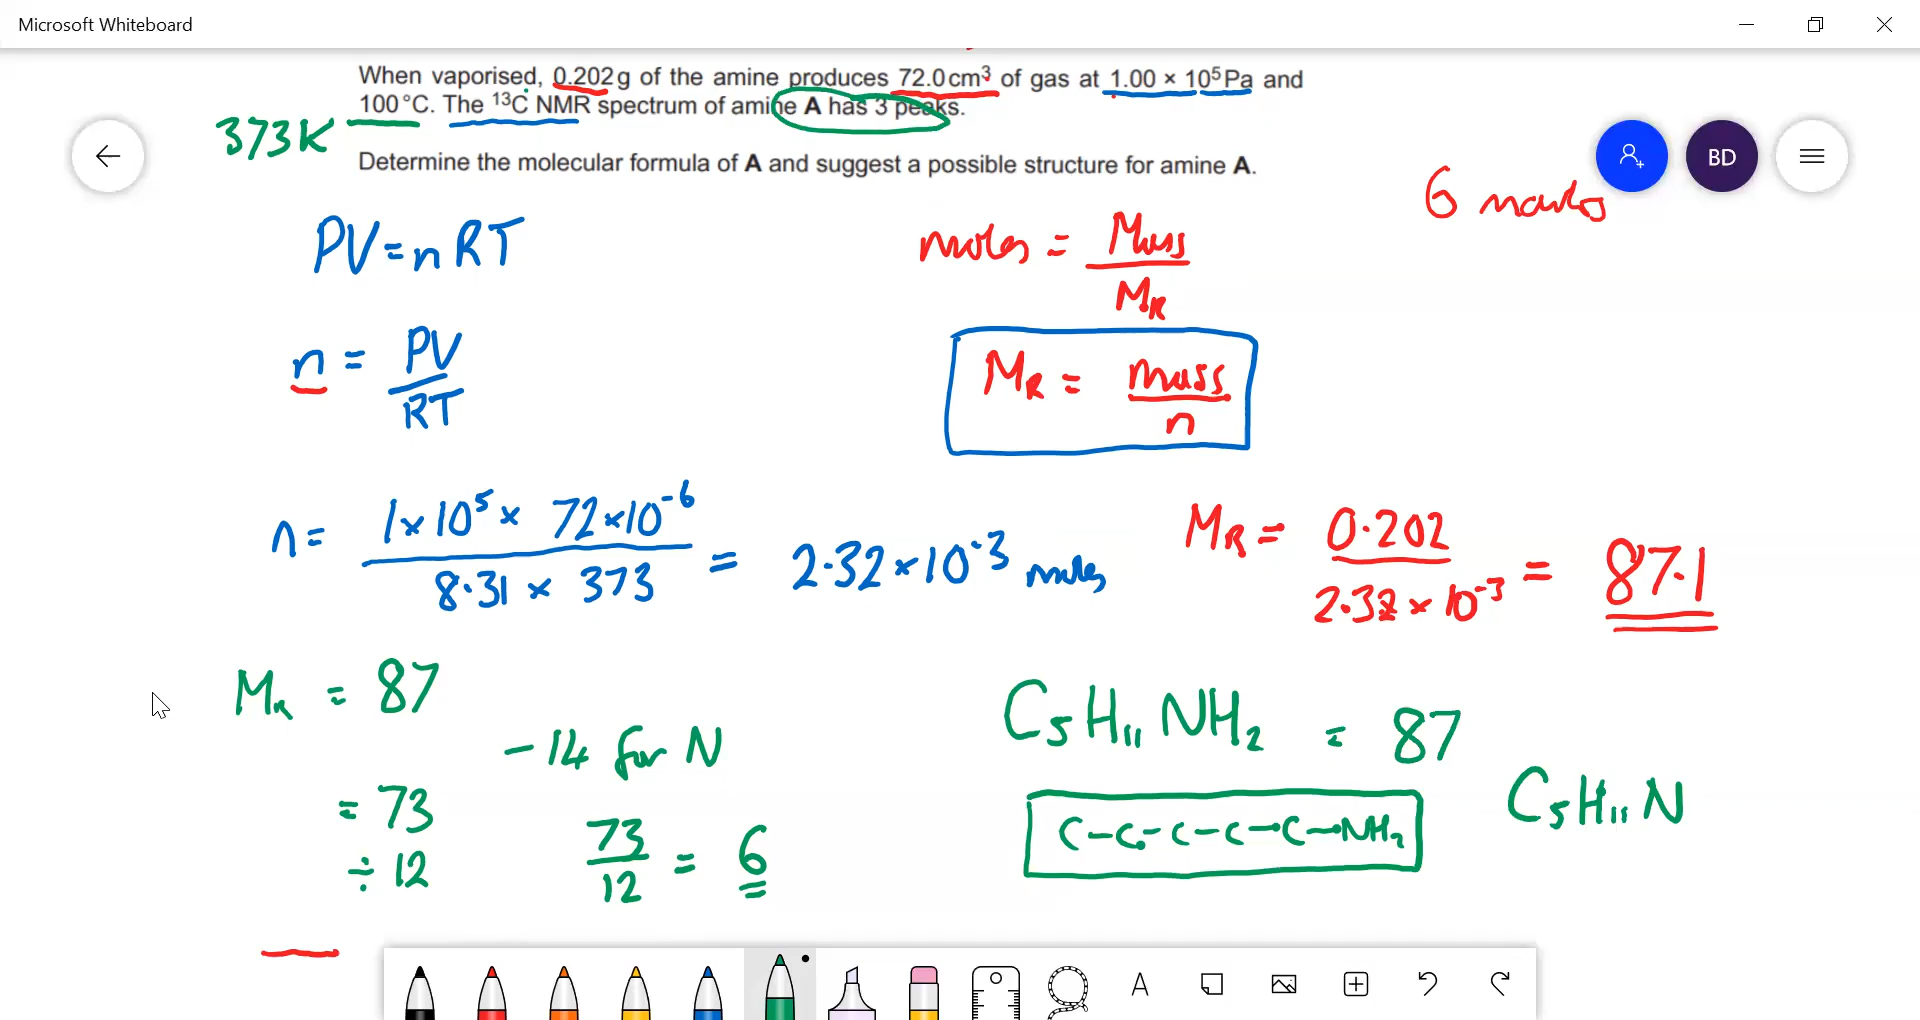 Microsoft Whiteboard
When vaporised, 0.202 g of the amine produces 72.0 cm³ of gas at 1.00 × 10⁵ Pa and
100 °C. The ¹³C NMR spectrum of amine A has 3 peaks.
373K
Determine the molecular formula of A and suggest a possible structure for amine A.
BD
6 marks
PV = nRT
moles = Mass / MR
n = PV / RT
MR = mass / n
n = 1×10⁵ × 72×10⁻⁶ / 8.31 × 373 = 2.32×10⁻³ moles
MR = 0.202 / 2.32 × 10⁻³ = 87.1
MR = 87
-14 for N
C₅H₁₁NH₂ = 87
= 73
÷ 12
73 / 12 = 6
C-C-C-C-C-NH₂
C₅H₁₁N
A